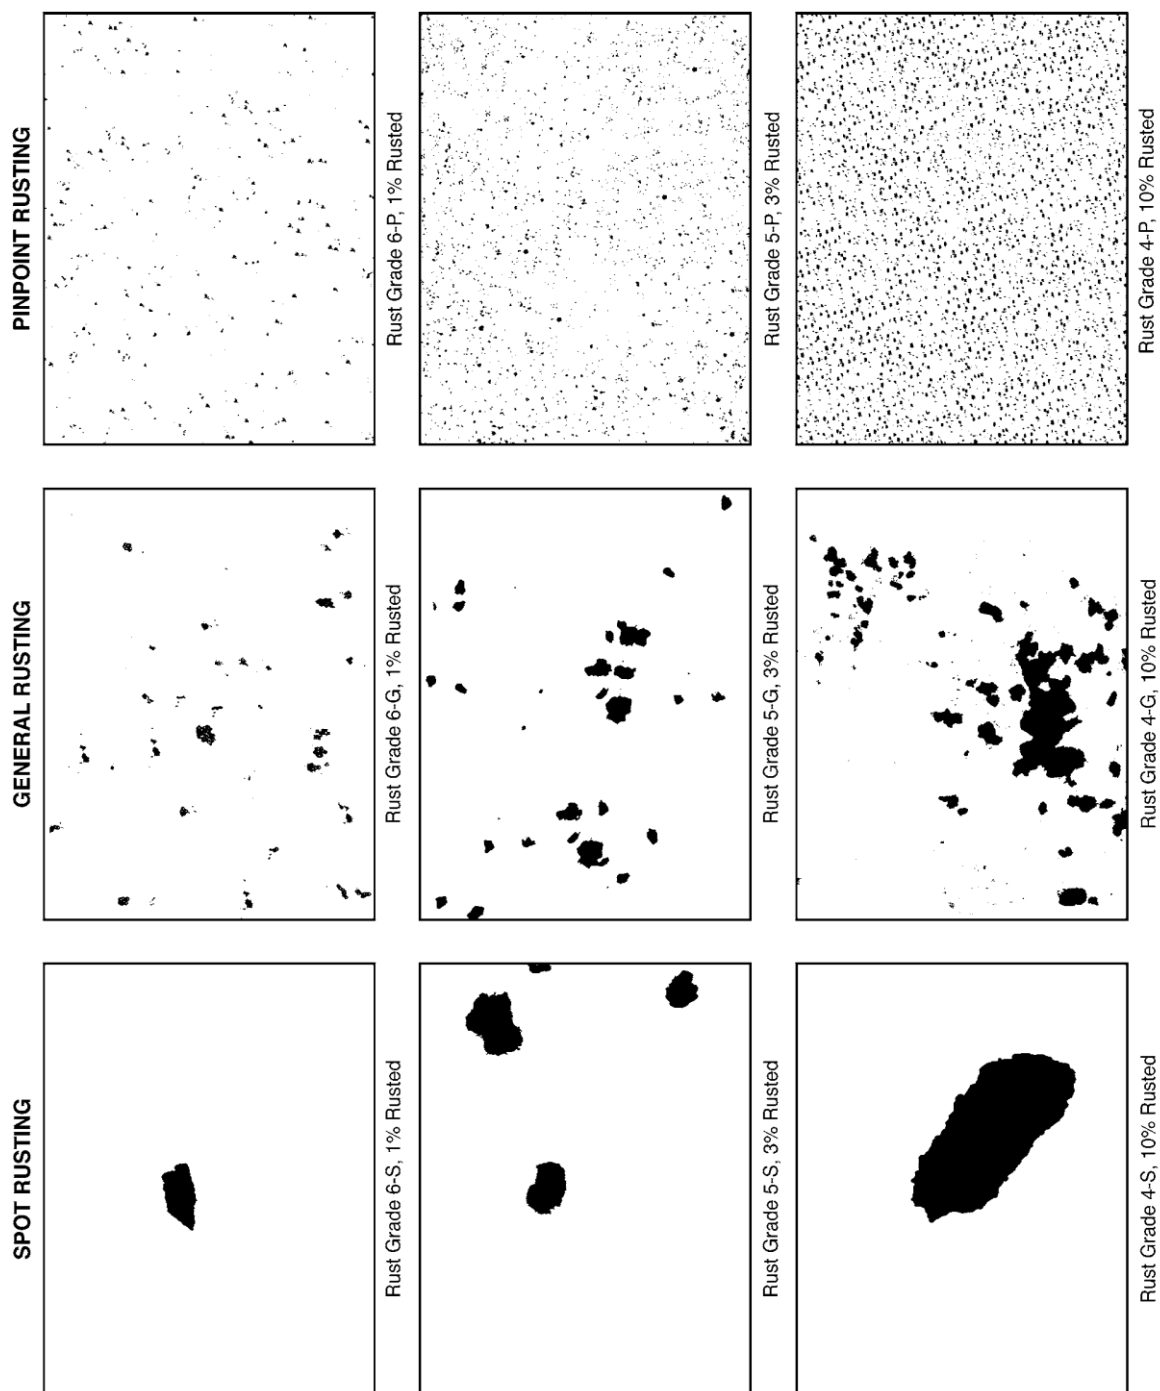 SPOT RUSTING
GENERAL RUSTING
PINPOINT RUSTING
Rust Grade 6-S, 1% Rusted
Rust Grade 6-G, 1% Rusted
Rust Grade 6-P, 1% Rusted
Rust Grade 5-S, 3% Rusted
Rust Grade 5-G, 3% Rusted
Rust Grade 5-P, 3% Rusted
Rust Grade 4-S, 10% Rusted
Rust Grade 4-G, 10% Rusted
Rust Grade 4-P, 10% Rusted